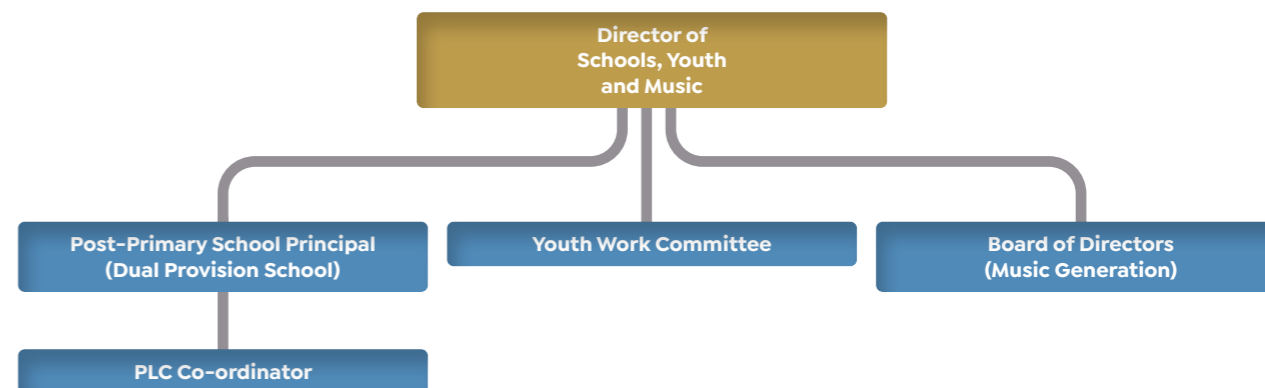 Director of
Schools, Youth
and Music
Post-Primary School Principal
(Dual Provision School)
Youth Work Committee
Board of Directors
(Music Generation)
PLC Co-ordinator